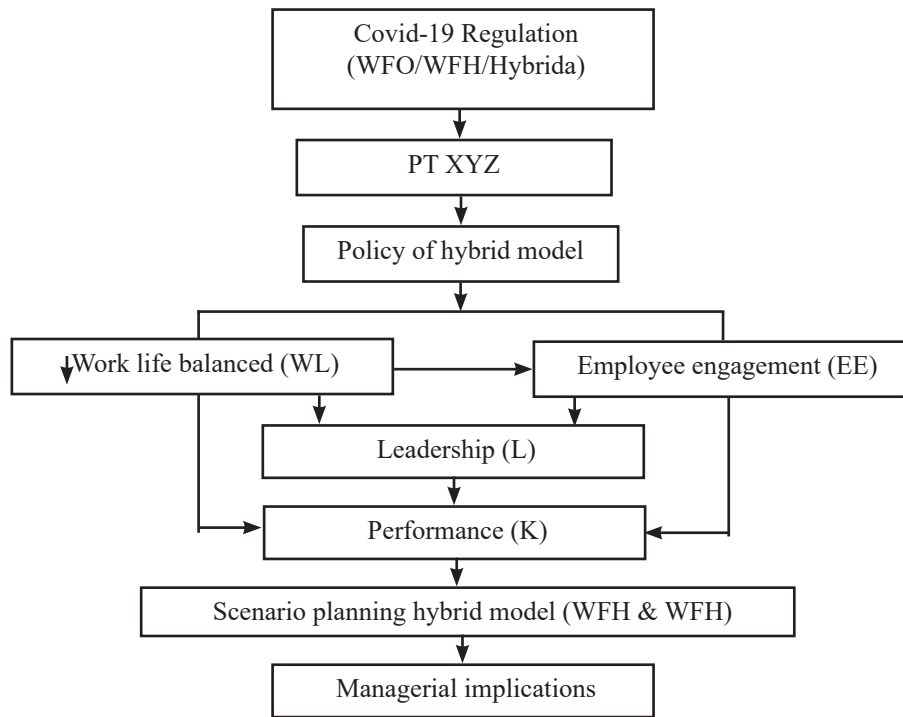 Covid-19 Regulation
(WFO/WFH/Hybrida)
PT XYZ
Policy of hybrid model
Work life balanced (WL)
Employee engagement (EE)
Leadership (L)
Performance (K)
Scenario planning hybrid model (WFH & WFH)
Managerial implications